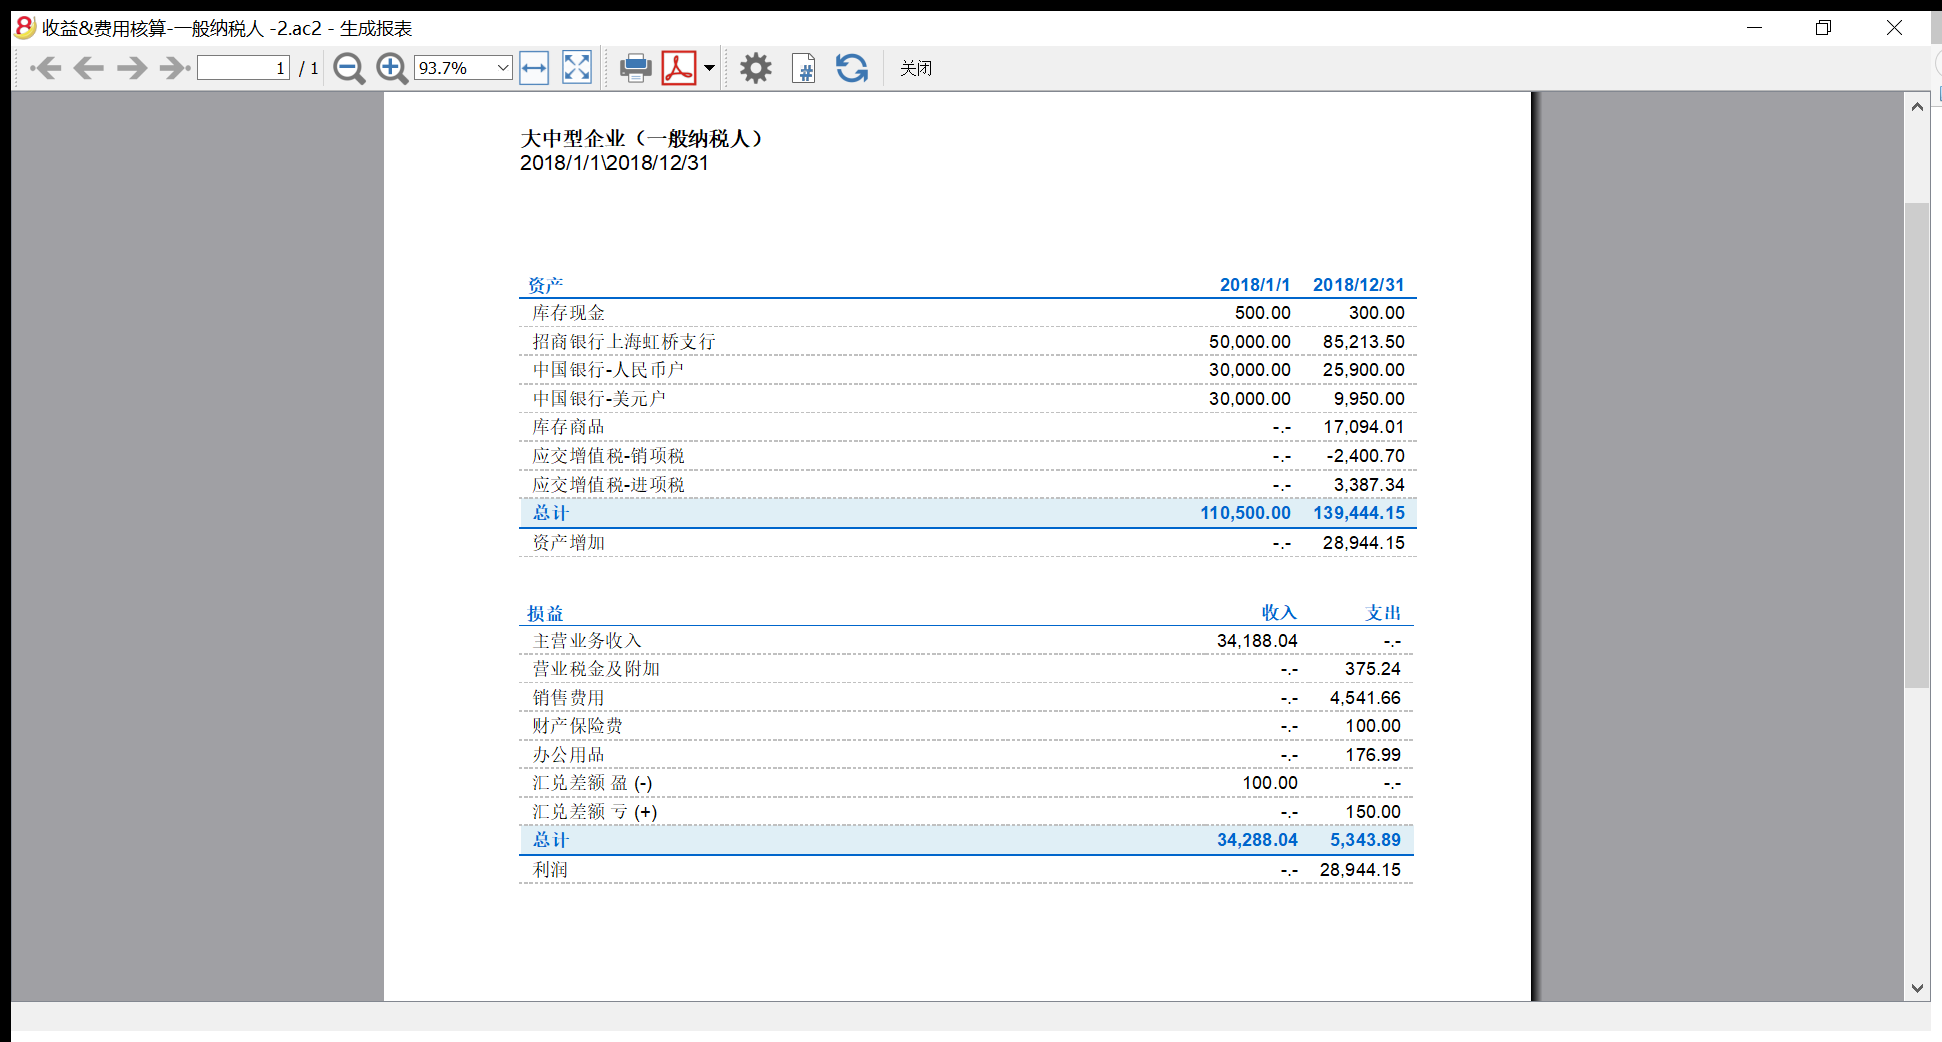 收益&费用核算-一般纳税人 -2.ac2 - 生成报表
1 / 1 93.7% 关闭
大中型企业（一般纳税人）
2018/1/1\2018/12/31
资产 2018/1/1 2018/12/31
库存现金 500.00 300.00
招商银行上海虹桥支行 50,000.00 85,213.50
中国银行-人民币户 30,000.00 25,900.00
中国银行-美元户 30,000.00 9,950.00
库存商品 -.- 17,094.01
应交增值税-销项税 -.- -2,400.70
应交增值税-进项税 -.- 3,387.34
总计 110,500.00 139,444.15
资产增加 -.- 28,944.15
损益 收入 支出
主营业务收入 34,188.04 -.-
营业税金及附加 -.- 375.24
销售费用 -.- 4,541.66
财产保险费 -.- 100.00
办公用品 -.- 176.99
汇兑差额 盈 (-) 100.00 -.-
汇兑差额 亏 (+) -.- 150.00
总计 34,288.04 5,343.89
利润 -.- 28,944.15